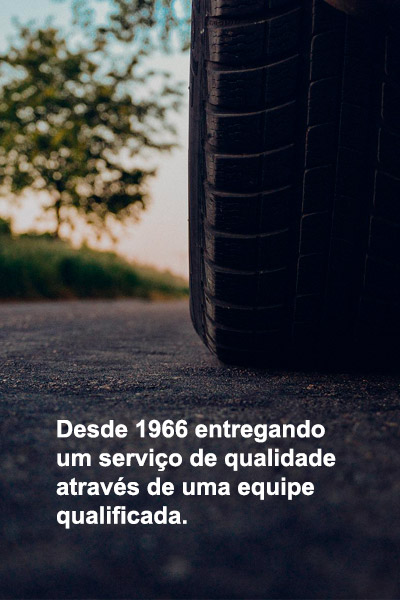 Desde 1966 entregando
um serviço de qualidade
através de uma equipe
qualificada.